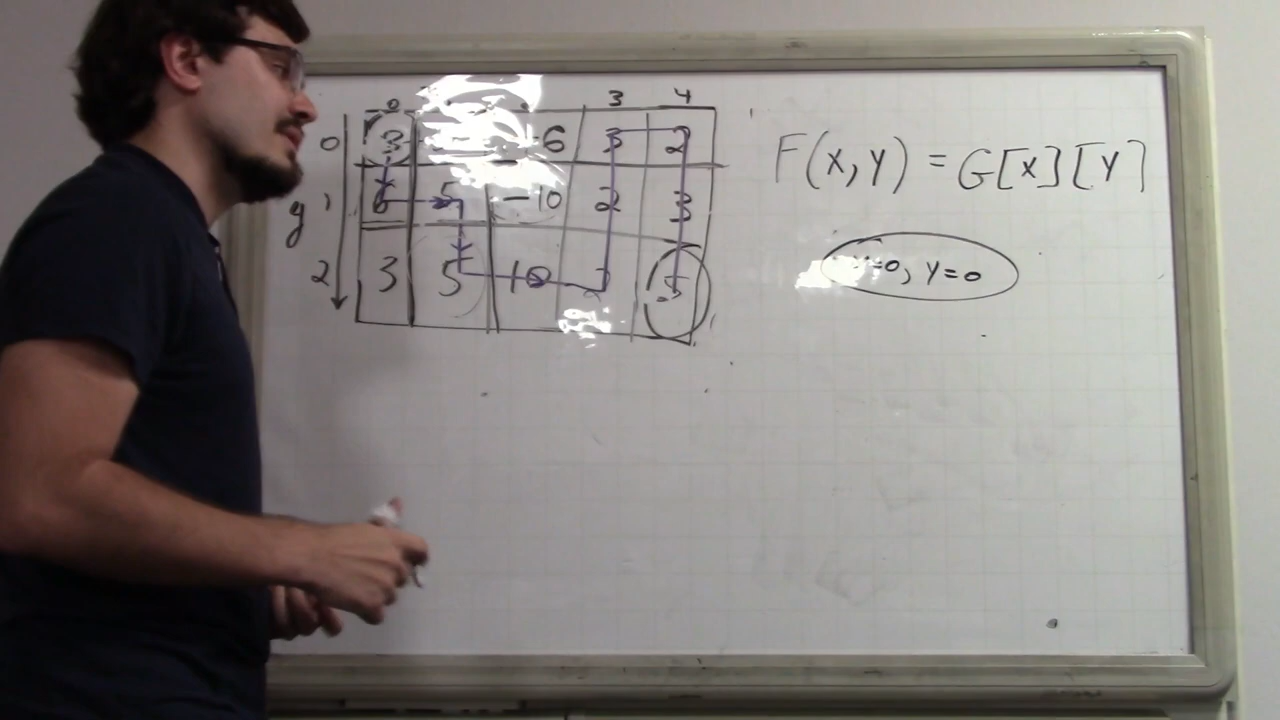 0 3 4
0 3 -6 3 2 F(x,y) = G[x][y]
y 1 6 5 -10 2 3
2 3 5 10 2 5 x=0, y=0